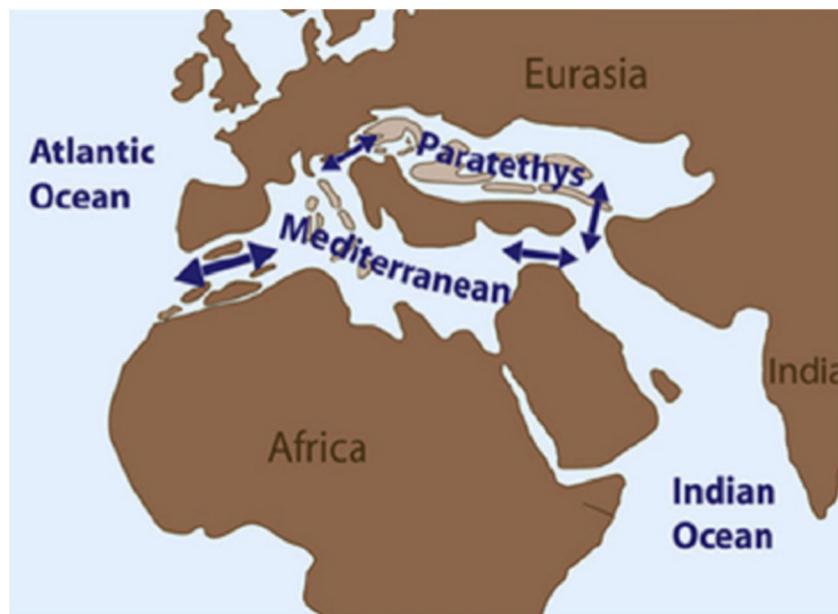 Eurasia
Atlantic
Ocean
Paratethys
Mediterranean
India
Africa
Indian
Ocean